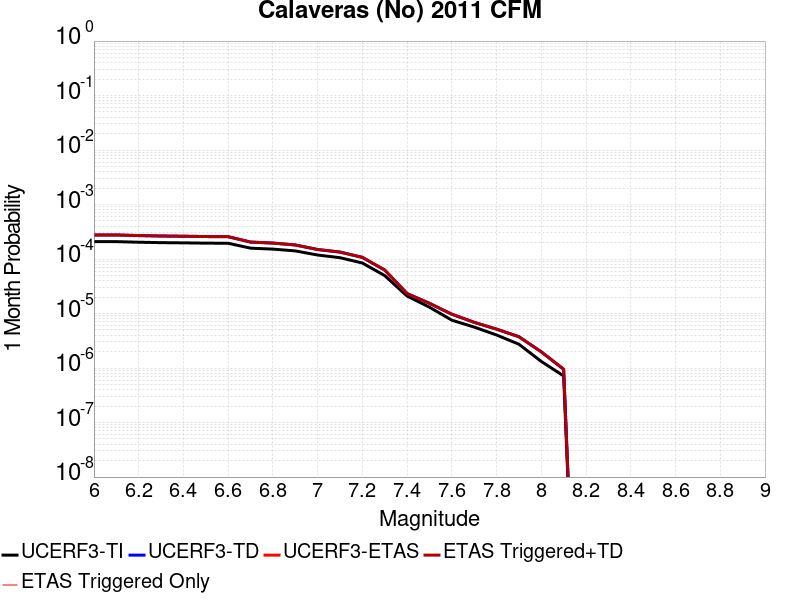 Calaveras (No) 2011 CFM
10^0
10^-1
10^-2
10^-3
10^-4
10^-5
10^-6
10^-7
10^-8
1 Month Probability
6 6.2 6.4 6.6 6.8 7 7.2 7.4 7.6 7.8 8 8.2 8.4 8.6 8.8 9
Magnitude
UCERF3-TI UCERF3-TD UCERF3-ETAS ETAS Triggered+TD
ETAS Triggered Only